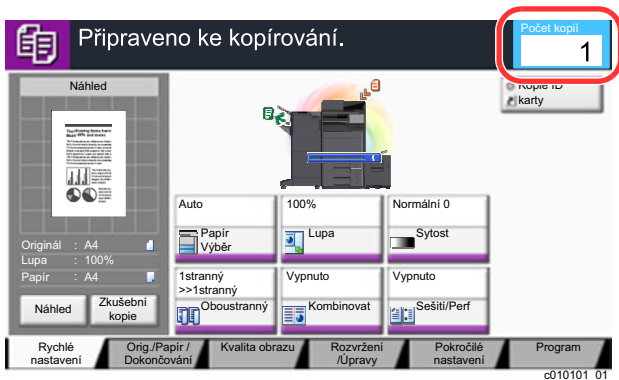 Připraveno ke kopírování.
Počet kopií
1
Náhled
Kopie ID
karty
Originál : A4
Lupa : 100%
Papír : A4
Náhled
Zkušební
kopie
Auto
Papír
Výběr
100%
Lupa
Normální 0
Sytost
1stranný
>>1stranný
Oboustranný
Vypnuto
Kombinovat
Vypnuto
Sešití/Perf
Rychlé
nastavení
Orig./Papír /
Dokončování
Kvalita obrazu
Rozvržení
/Úpravy
Pokročilé
nastavení
Program
c010101_01